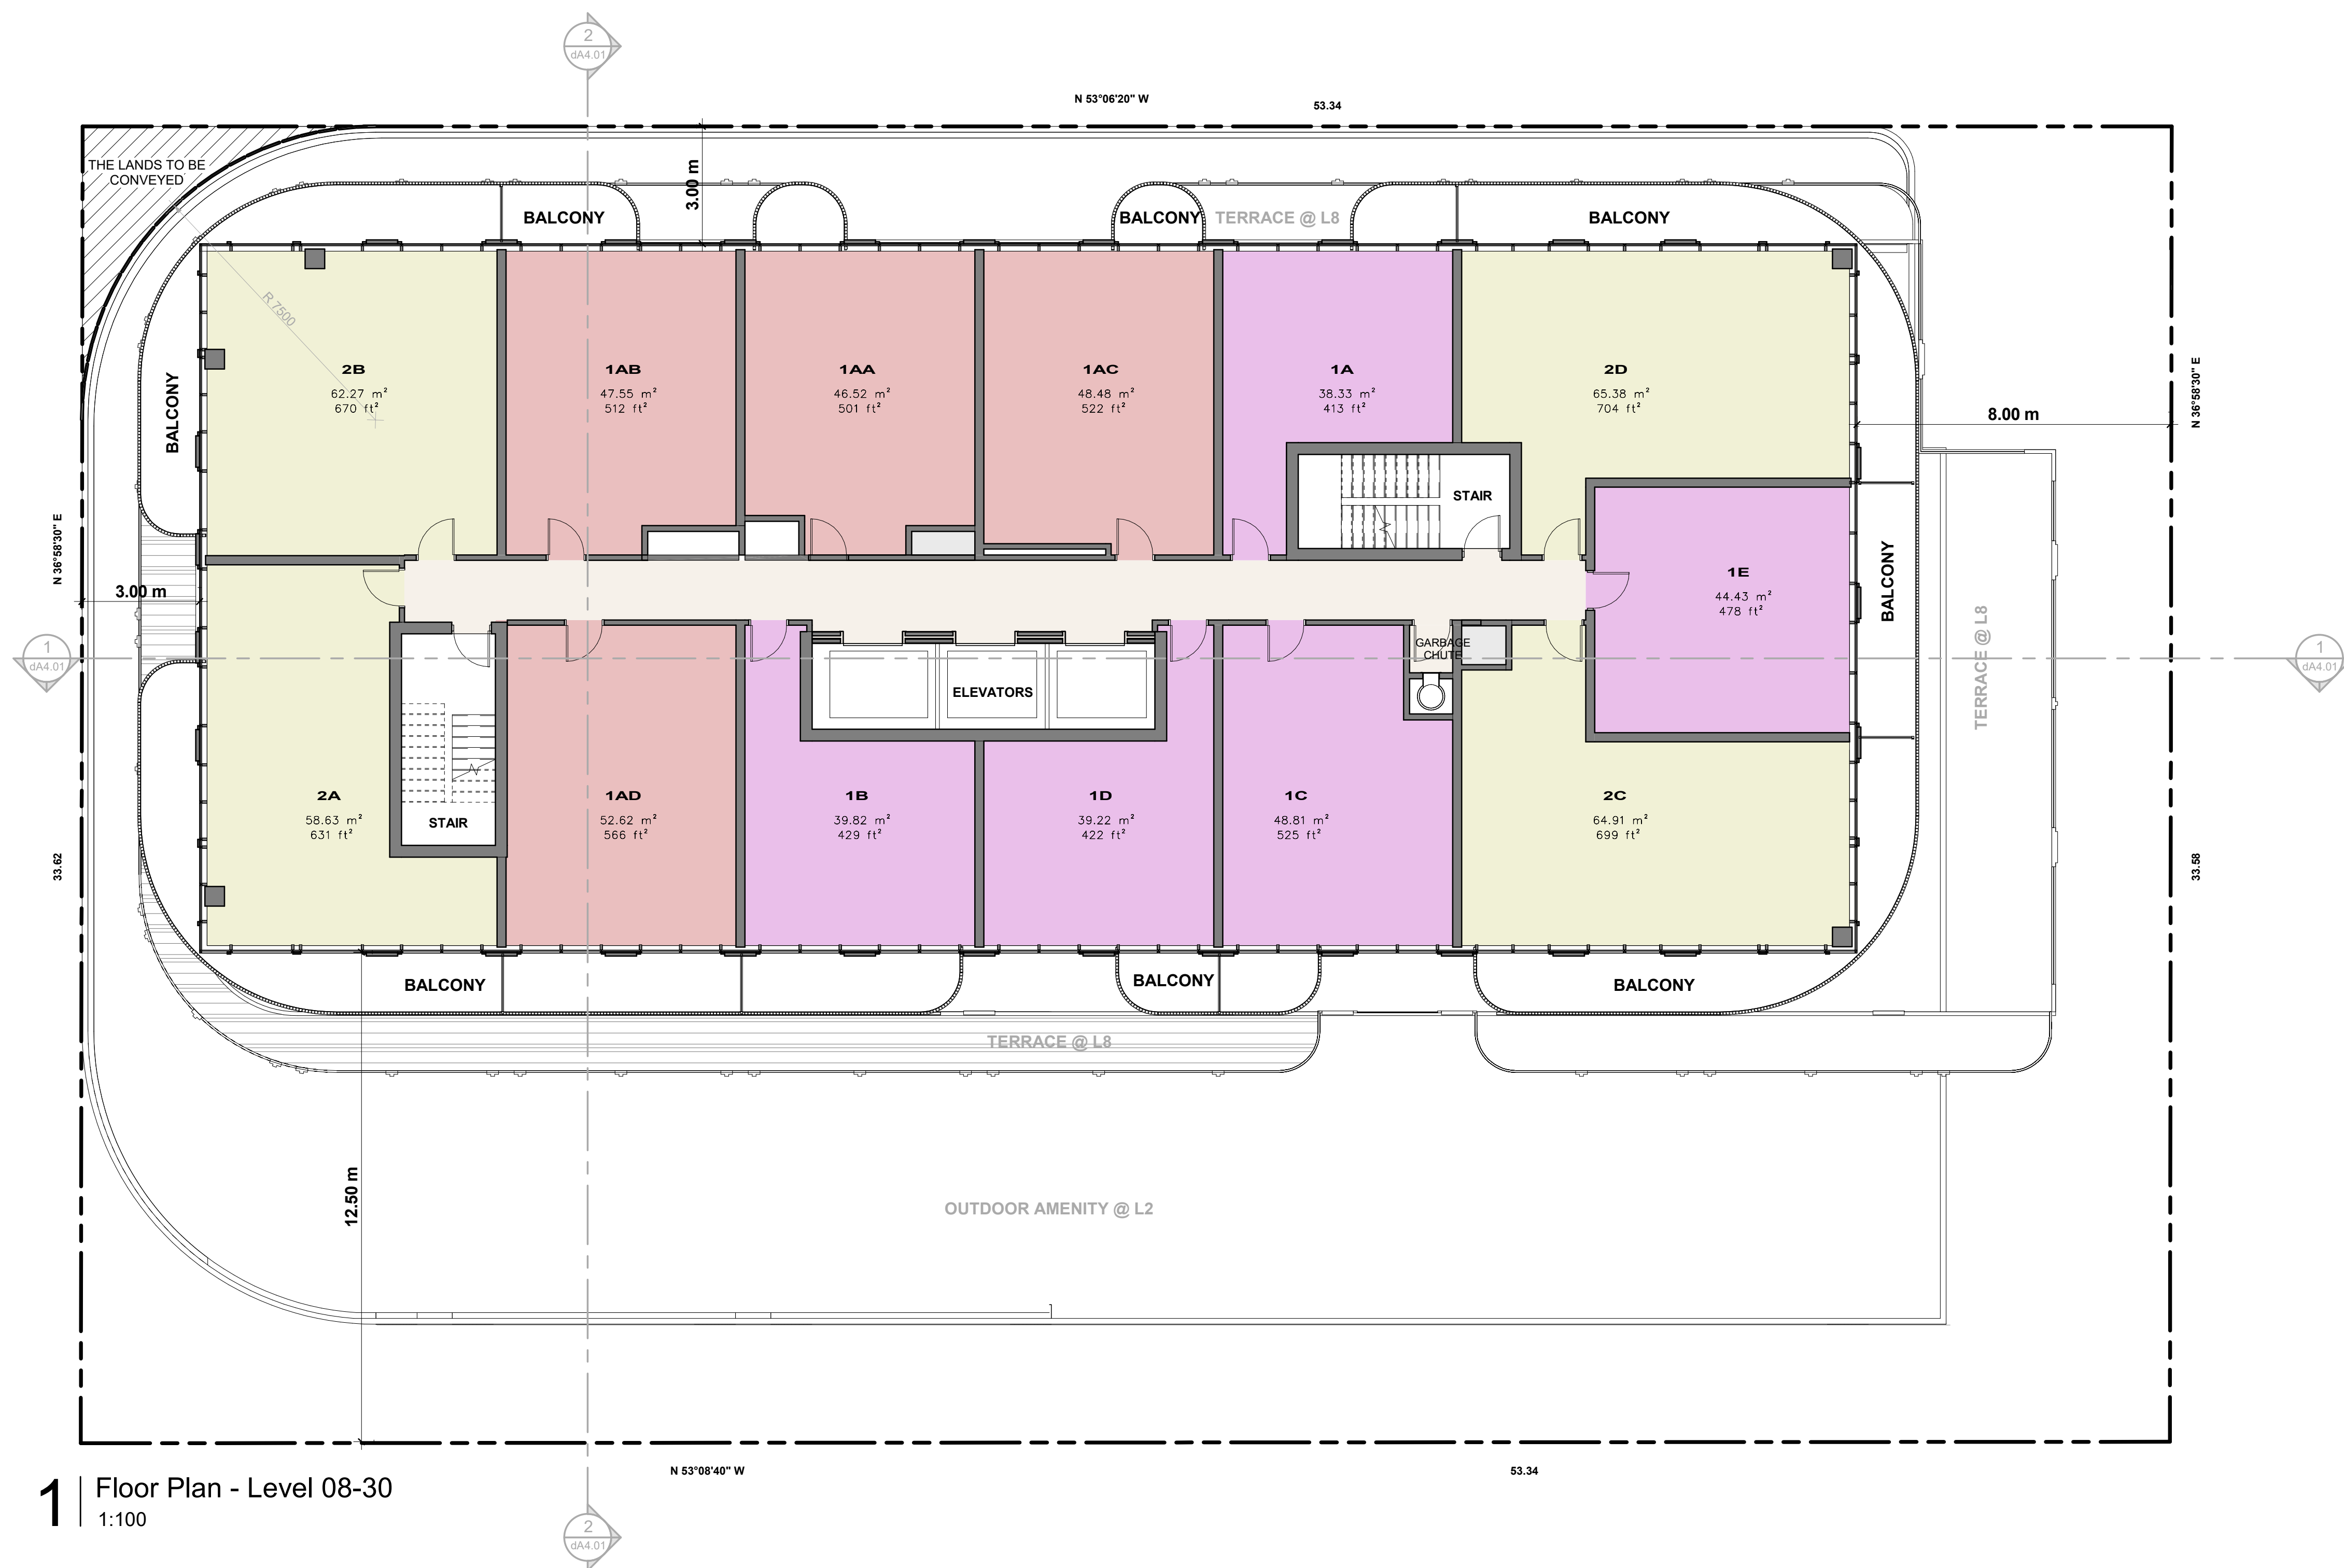 2
dA4.01
N 53°06'20" W
53.34
THE LANDS TO BE
CONVEYED
3.00 m
BALCONY
BALCONY
TERRACE @ L8
BALCONY
R 7500
BALCONY
2B
62.27 m²
670 ft²
1AB
47.55 m²
512 ft²
1AA
46.52 m²
501 ft²
1AC
48.48 m²
522 ft²
1A
38.33 m²
413 ft²
2D
65.38 m²
704 ft²
8.00 m
N 36°58'30" E
STAIR
N 36°58'30" E
3.00 m
1E
44.43 m²
478 ft²
BALCONY
TERRACE @ L8
1
dA4.01
GARBAGE
CHUTE
1
dA4.01
ELEVATORS
2A
58.63 m²
631 ft²
STAIR
1AD
52.62 m²
566 ft²
1B
39.82 m²
429 ft²
1D
39.22 m²
422 ft²
1C
48.81 m²
525 ft²
2C
64.91 m²
699 ft²
33.62
33.58
BALCONY
BALCONY
BALCONY
TERRACE @ L8
12.50 m
OUTDOOR AMENITY @ L2
N 53°08'40" W
53.34
1
Floor Plan - Level 08-30
1:100
2
dA4.01